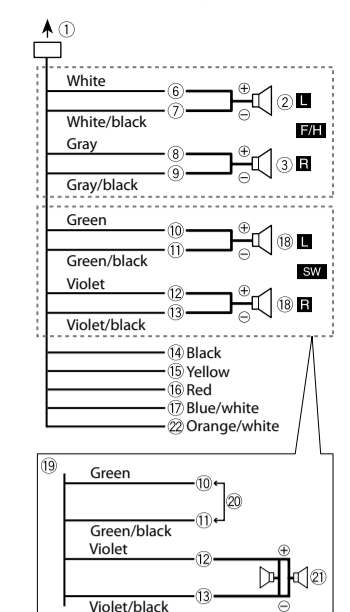 ①
White
⑥
⊕
② L
⑦
⊖
White/black
F/H
Gray
⑧
⊕
③ R
⑨
⊖
Gray/black
Green
⑩
⊕
⑱ L
⑪
⊖
Green/black
SW
Violet
⑫
⊕
⑱ R
⑬
⊖
Violet/black
⑭ Black
⑮ Yellow
⑯ Red
⑰ Blue/white
㉒ Orange/white
⑲
Green
⑩
⑳
⑪
Green/black
Violet
⑫
⊕
㉑
⑬
⊖
Violet/black